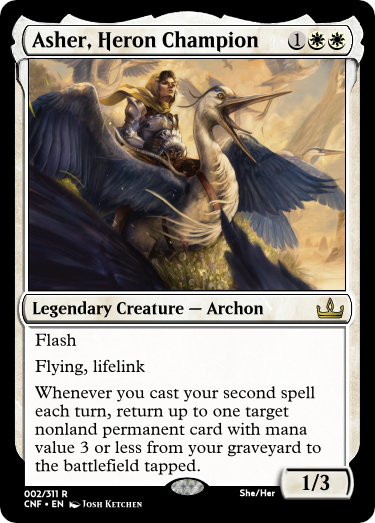 Asher, Heron Champion 1
Legendary Creature — Archon
Flash
Flying, lifelink
Whenever you cast your second spell
each turn, return up to one target
nonland permanent card with mana
value 3 or less from your graveyard to
the battlefield tapped.
1/3
002/311 R She/Her
CNF • EN Josh Ketchen